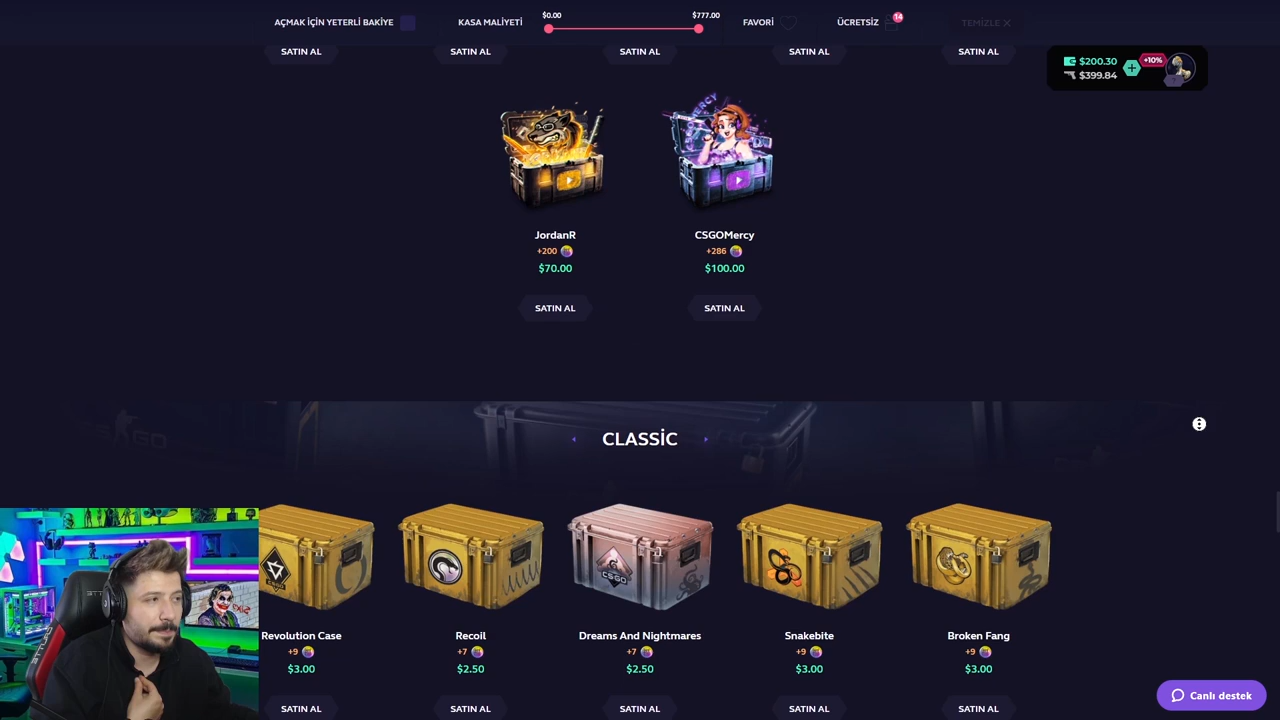 AÇMAK İÇİN YETERLİ BAKİYE
KASA MALİYETİ
$0.00
$777.00
FAVORİ
ÜCRETSİZ
14
TEMİZLE ✕
SATIN AL
SATIN AL
SATIN AL
SATIN AL
SATIN AL
$200.30
$399.84
+10%
MERCY
JordanR
CSGOMercy
+200
+286
$70.00
$100.00
SATIN AL
SATIN AL
GO
CLASSİC
CSGO
Revolution Case
Recoil
Dreams And Nightmares
Snakebite
Broken Fang
+9
+7
+7
+9
+9
$3.00
$2.50
$2.50
$3.00
$3.00
SATIN AL
SATIN AL
SATIN AL
SATIN AL
SATIN AL
Canlı destek